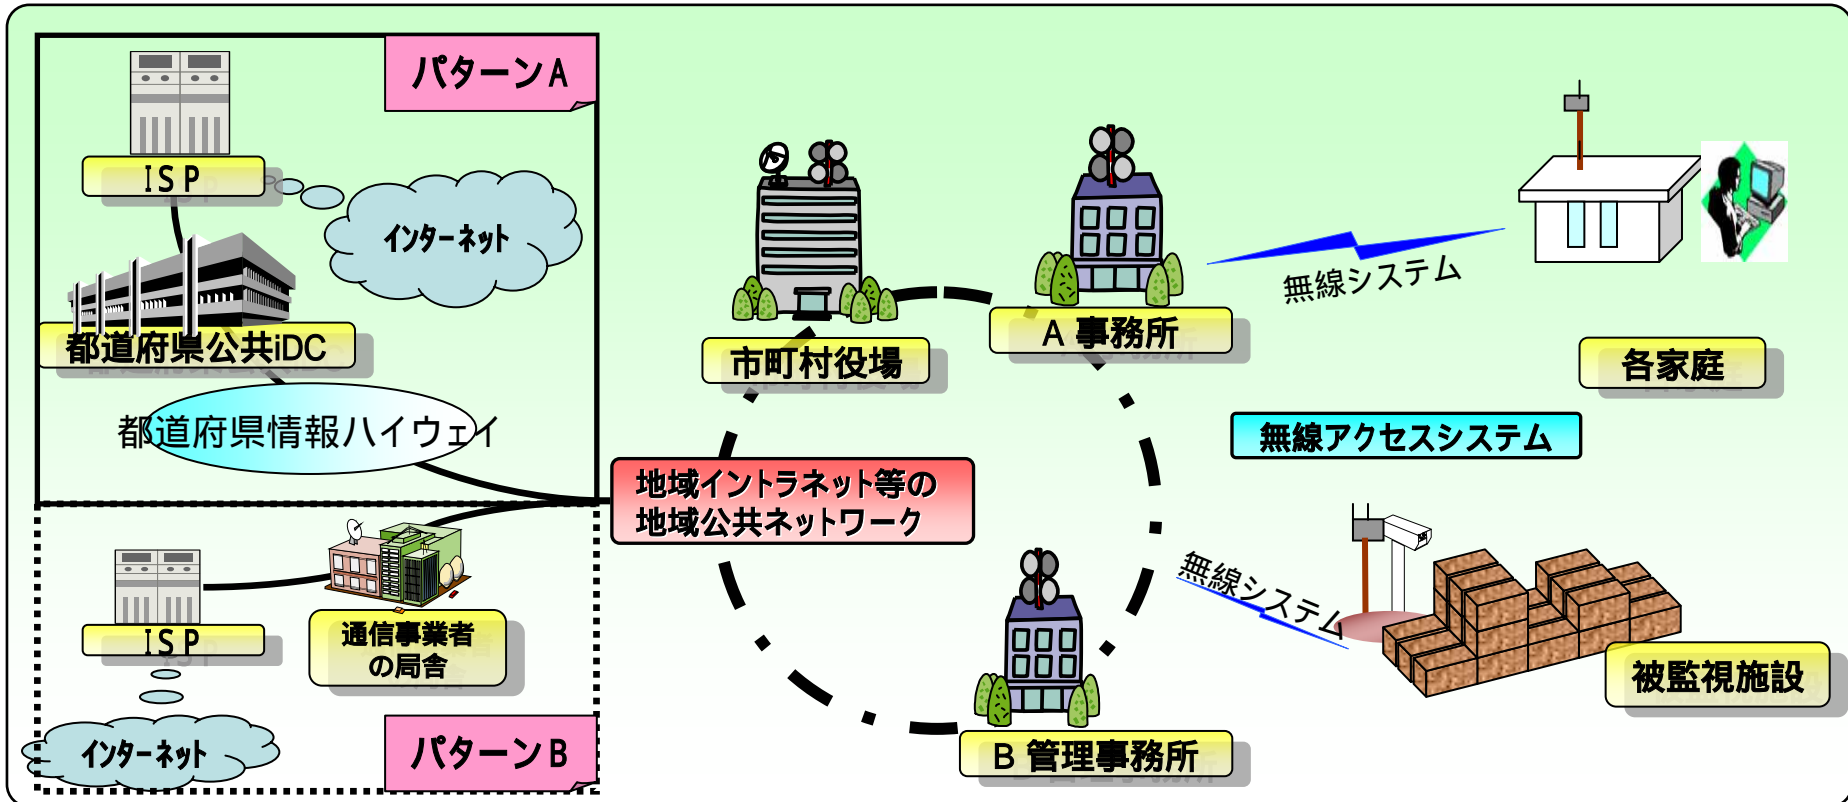 パターンA
ISP
インターネット
都道府県公共iDC
都道府県情報ハイウェイ
ISP
通信事業者
の局舎
インターネット
パターンB
市町村役場
A 事務所
地域イントラネット等の
地域公共ネットワーク
B 管理事務所
無線システム
各家庭
無線アクセスシステム
無線システム
被監視施設